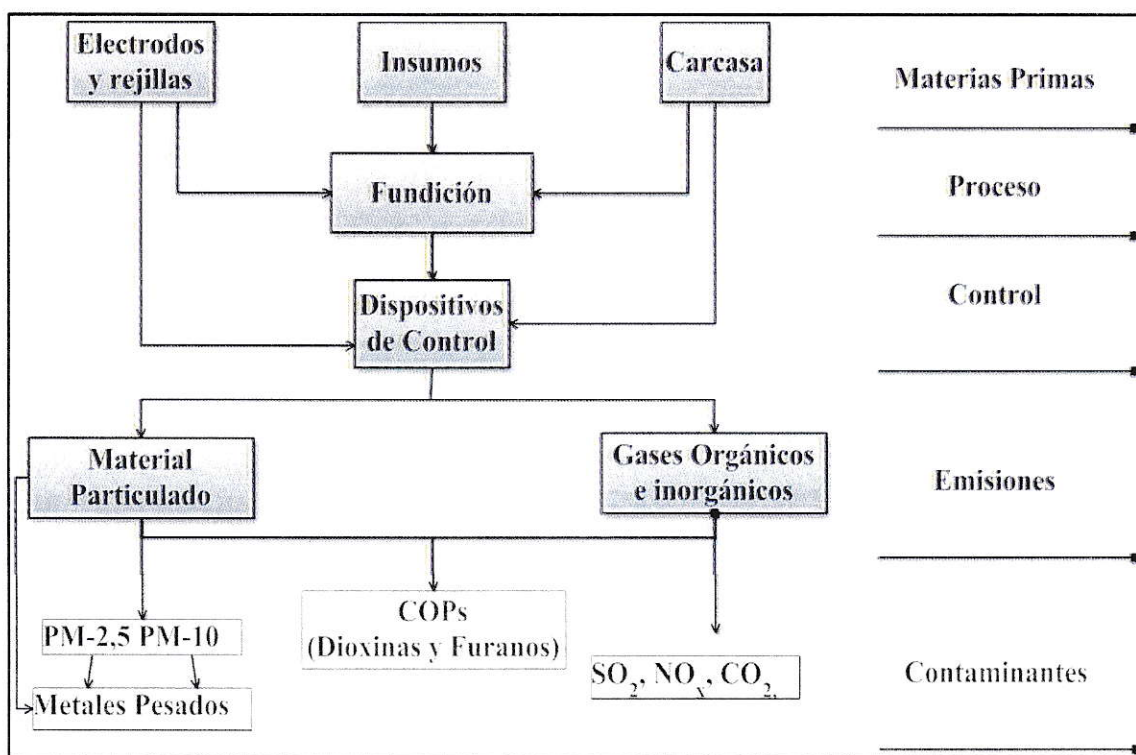 Electrodos
y rejillas
Insumos
Carcasa
Materias Primas
Fundición
Proceso
Dispositivos
de Control
Control
Material
Particulado
Gases Orgánicos
e inorgánicos
Emisiones
COPs
(Dioxinas y Furanos)
PM-2,5 PM-10
SO₂, NOₓ, CO₂,
Contaminantes
Metales Pesados